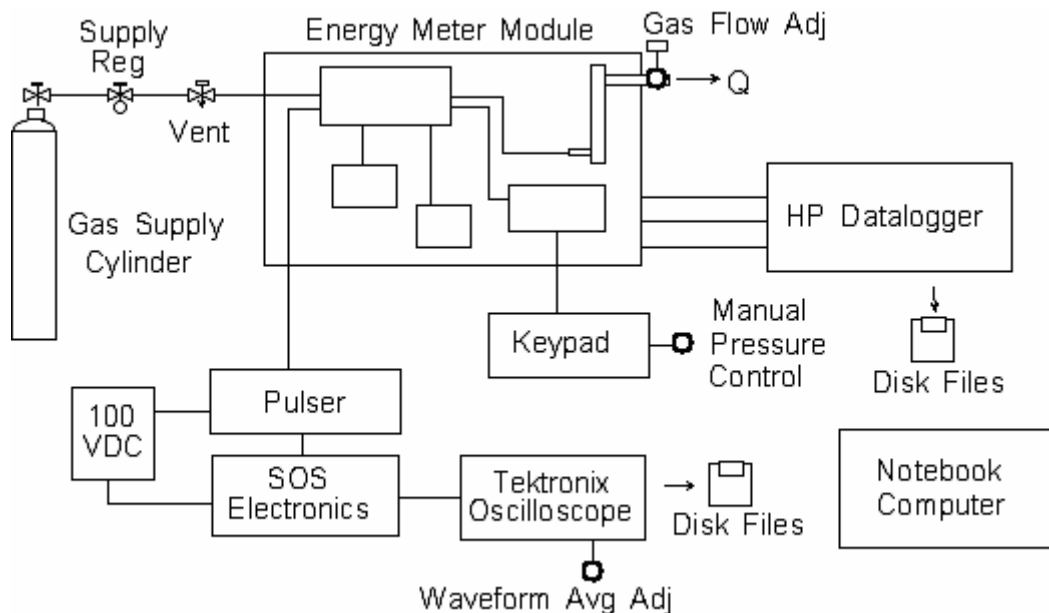 Supply
Reg
Energy Meter Module
Gas Flow Adj
Q
Vent
Gas Supply
Cylinder
HP Datalogger
Keypad
Manual
Pressure
Control
Disk Files
Pulser
100
VDC
SOS
Electronics
Tektronix
Oscilloscope
Disk Files
Notebook
Computer
Waveform Avg Adj